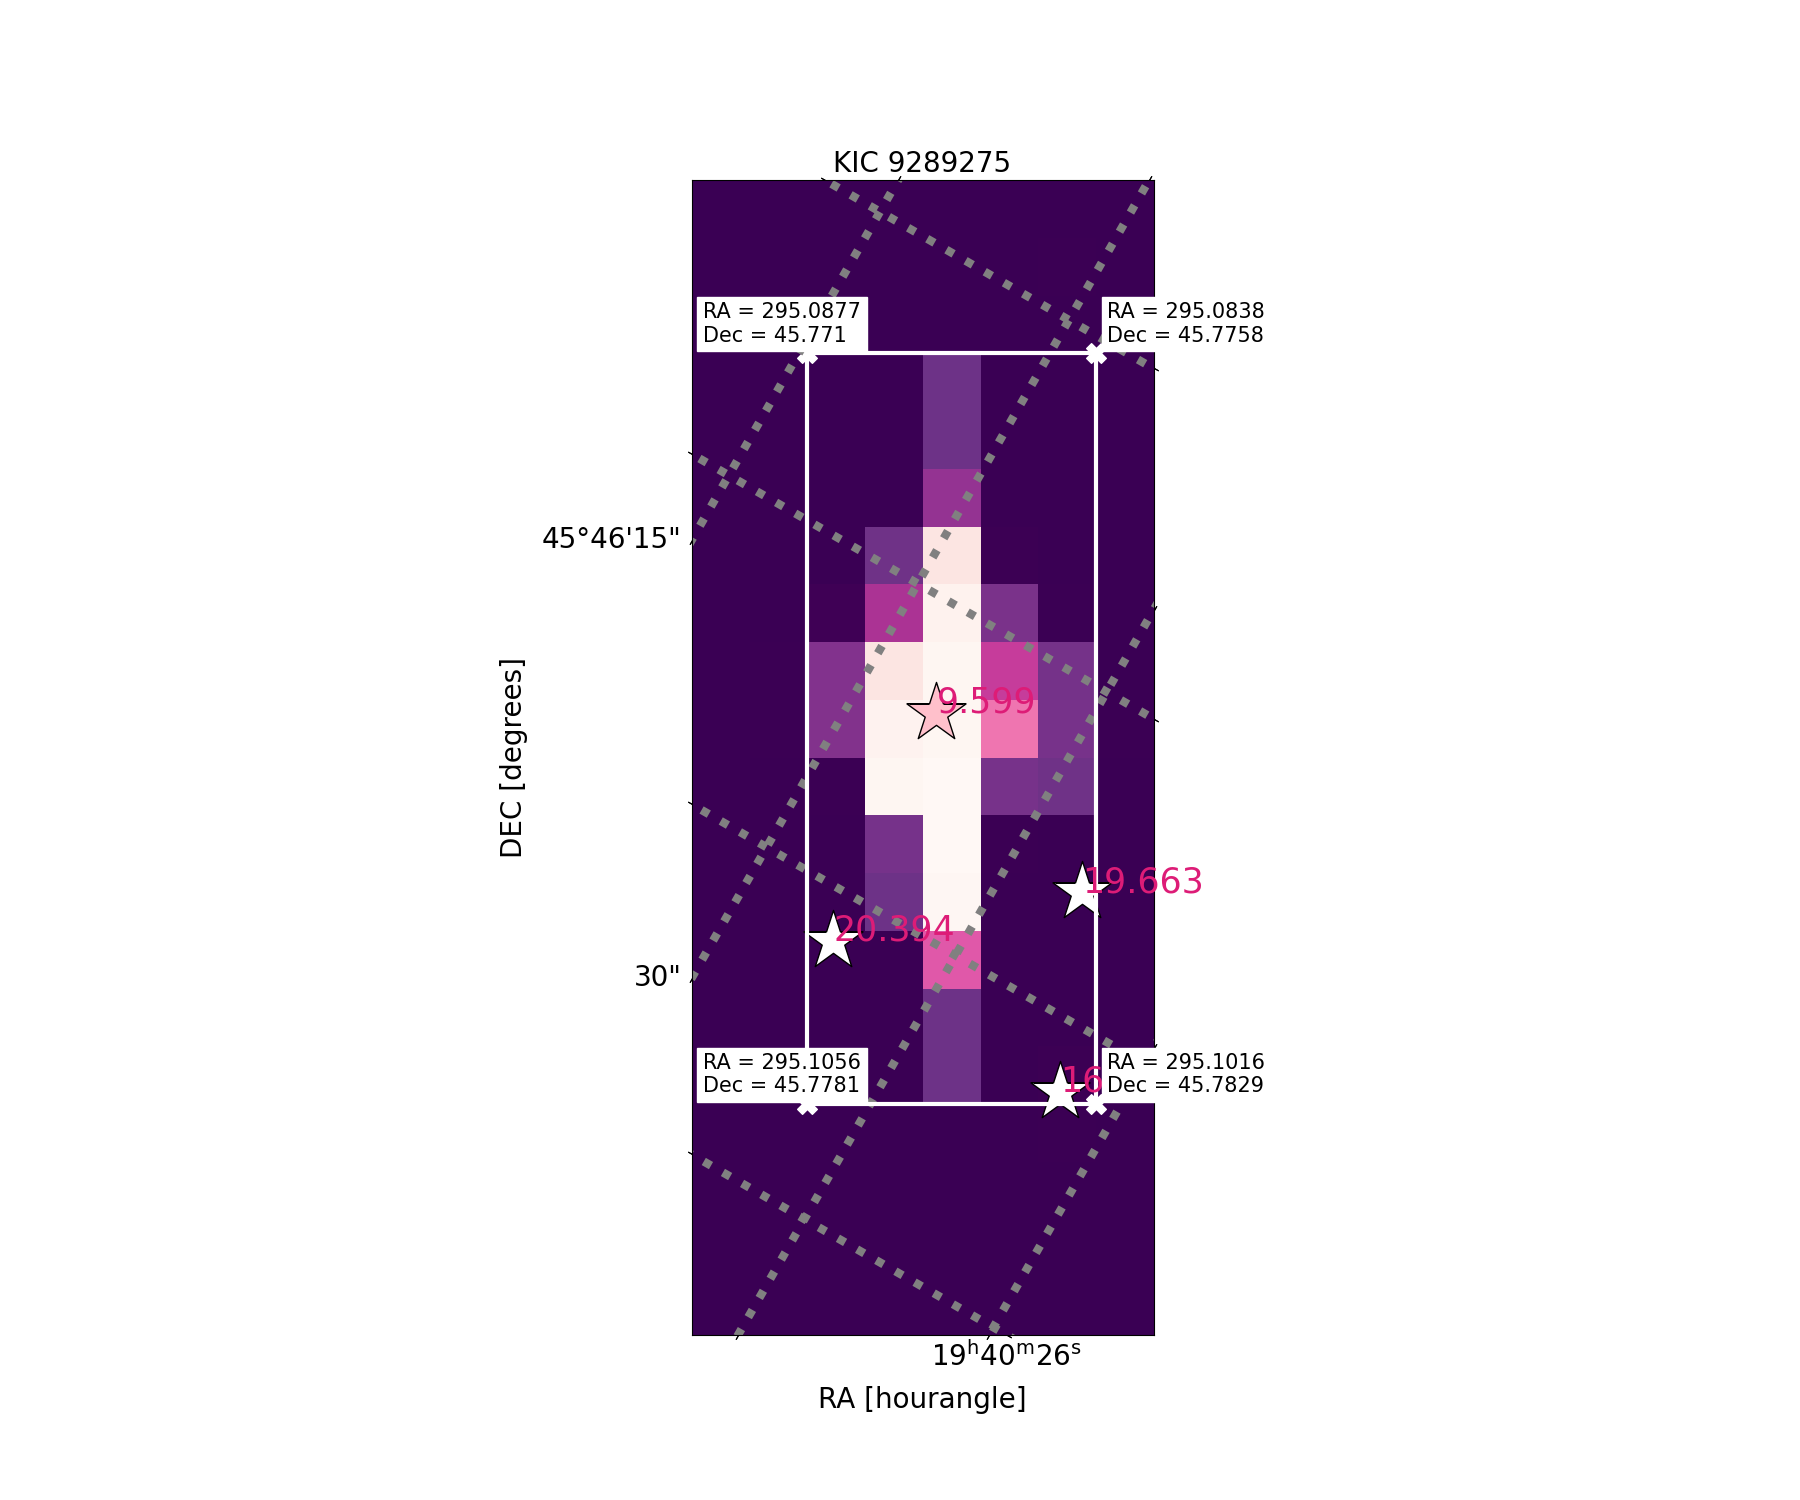 KIC 9289275
RA = 295.0877
Dec = 45.771
RA = 295.0838
Dec = 45.7758
45°46'15"
9.599
DEC [degrees]
19.663
20.394
30"
RA = 295.1056
Dec = 45.7781
16
RA = 295.1016
Dec = 45.7829
19ʰ40ᵐ26ˢ
RA [hourangle]